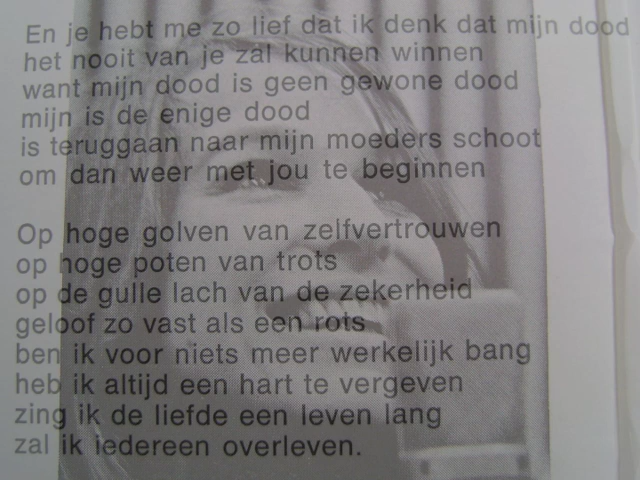 En je hebt me zo lief dat ik denk dat mijn dood
het nooit van je zal kunnen winnen
want mijn dood is geen gewone dood
mijn is de enige dood
is teruggaan naar mijn moeders schoot
om dan weer met jou te beginnen
Op hoge golven van zelfvertrouwen
op hoge poten van trots
op de gulle lach van de zekerheid
geloof zo vast als een rots
ben ik voor niets meer werkelijk bang
heb ik altijd een hart te vergeven
zing ik de liefde een leven lang
zal ik iedereen overleven.